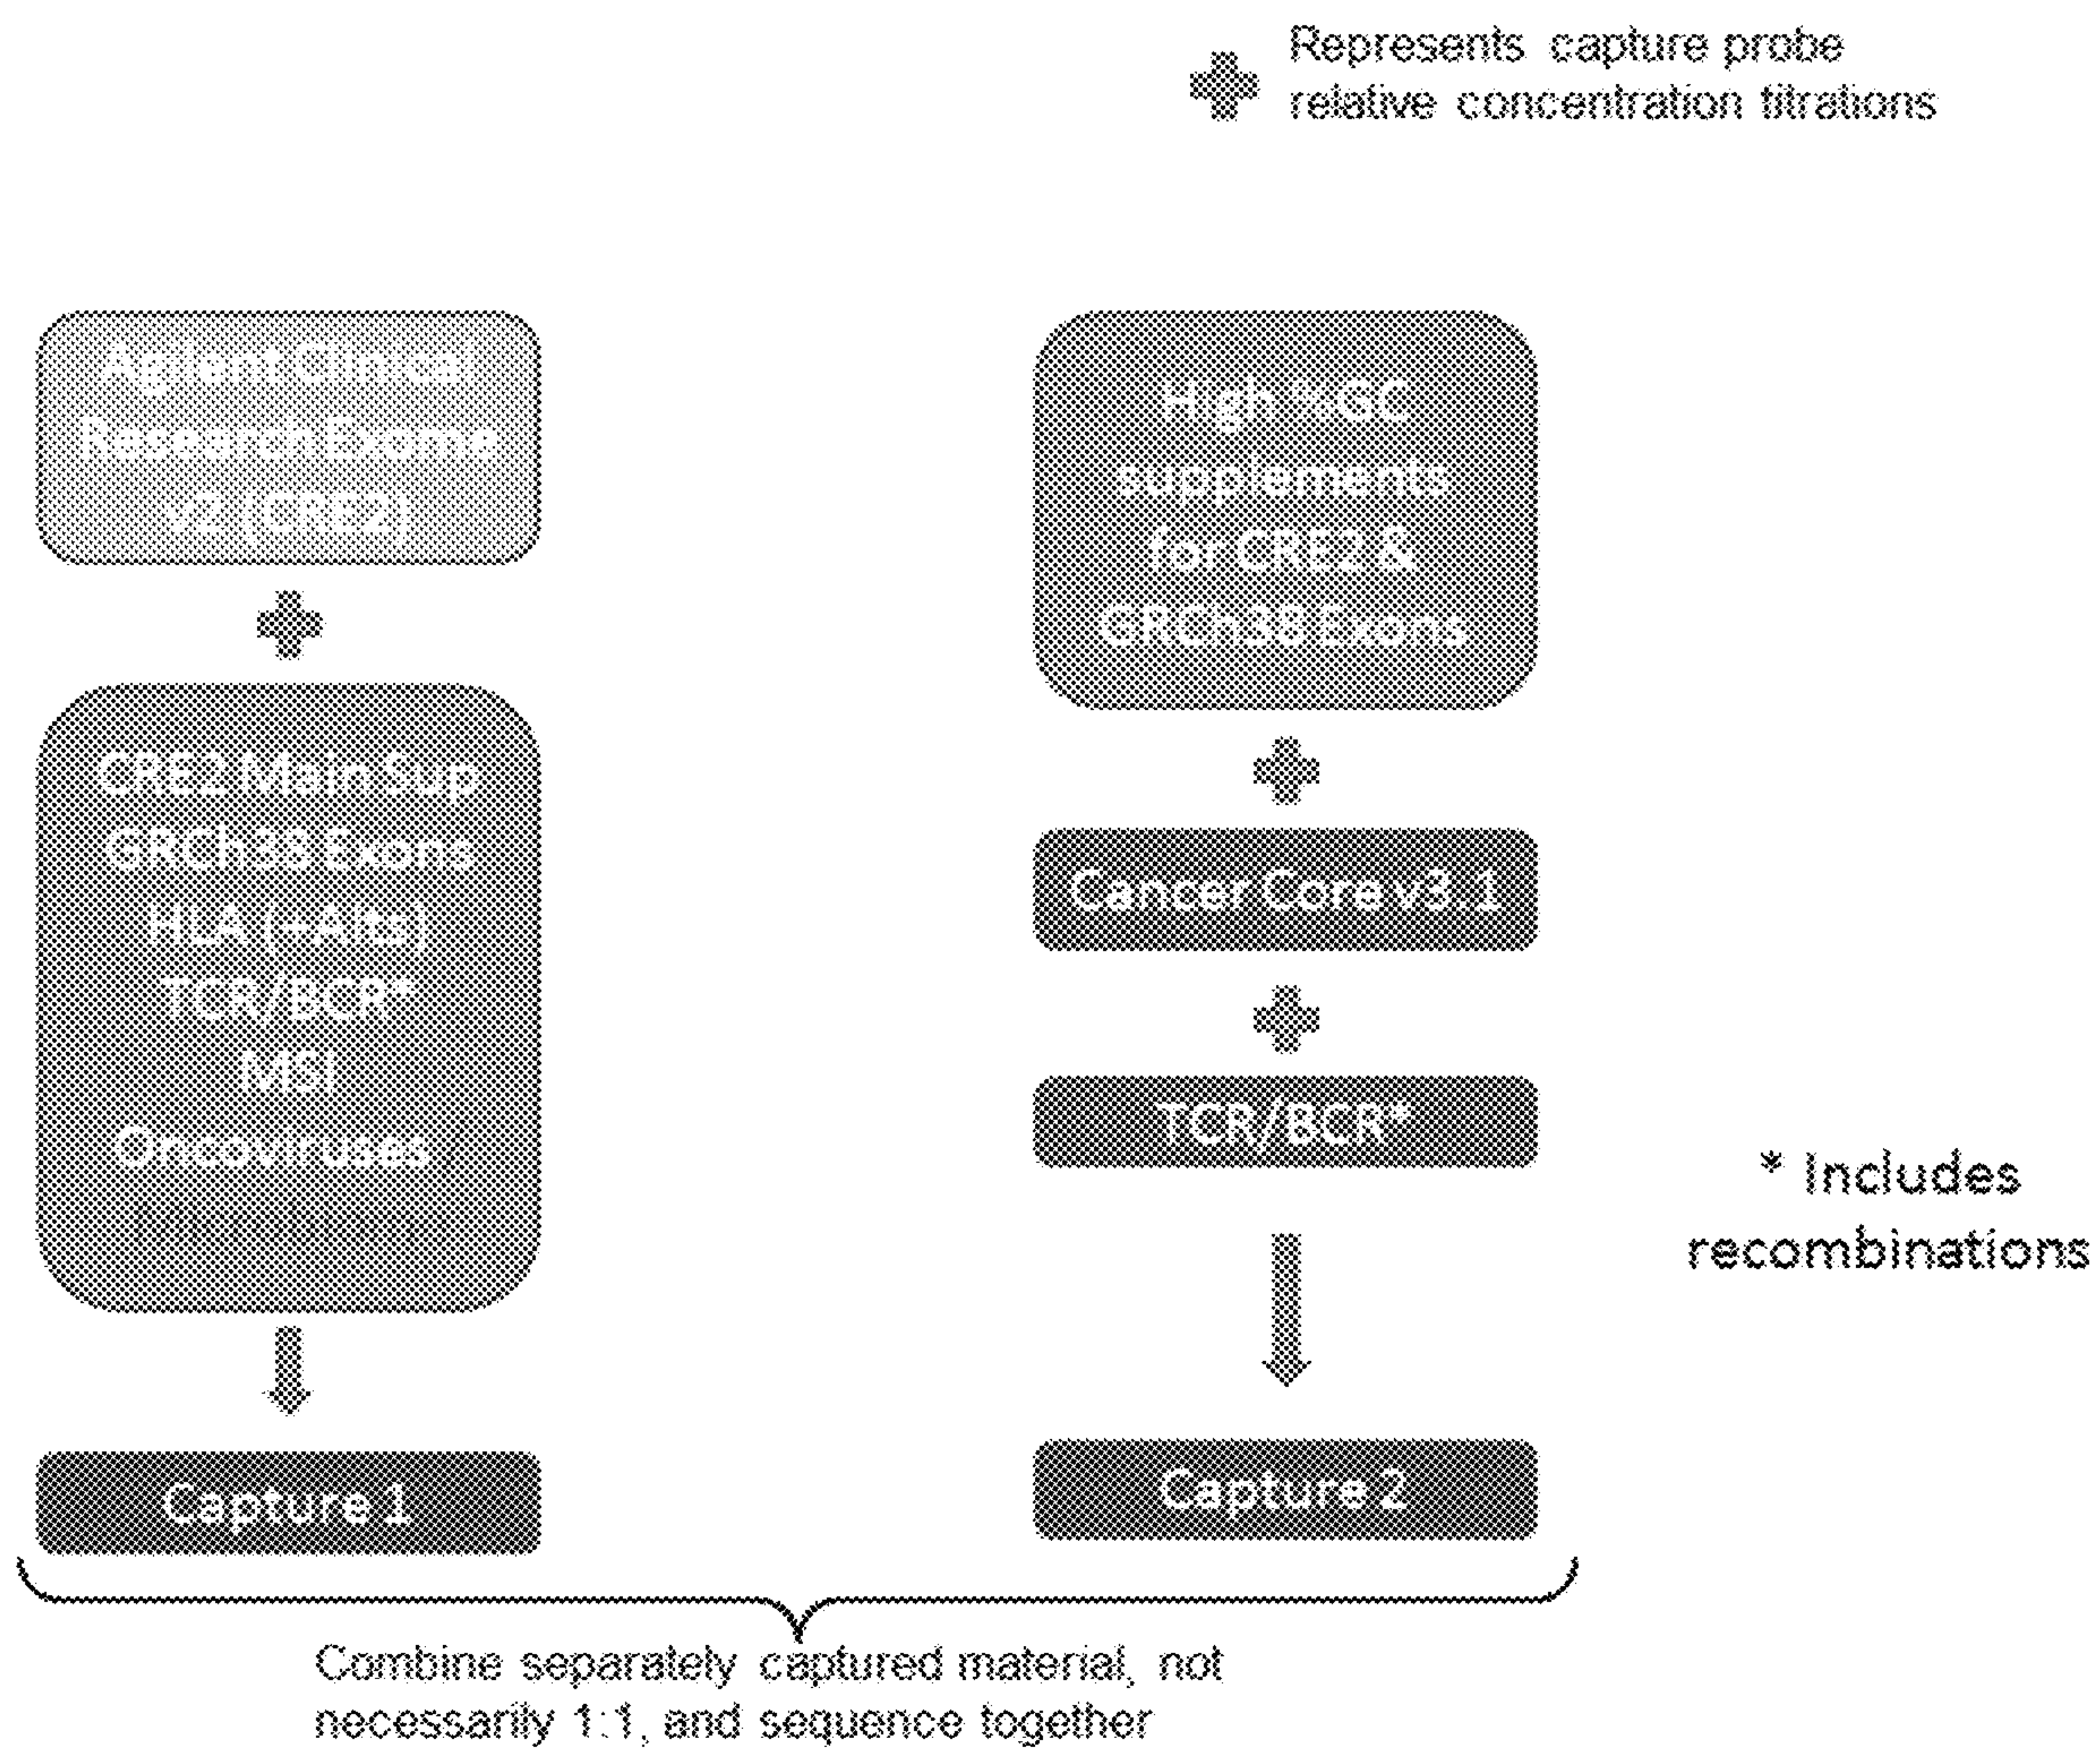 Represents capture probe
relative concentration titrations
Agilent Clinical
Research Exome
v2 (CRE2)
CRE2 Main Sup
GRCh38 Exons
HLA (+Alts)
TCR/BCR*
MSI
Oncoviruses
High %GC
supplements
for CRE2 &
GRCh38 Exons
Cancer Core v3.1
TCR/BCR*
* Includes
recombinations
Capture 1
Capture 2
Combine separately captured material, not
necessarily 1:1, and sequence together